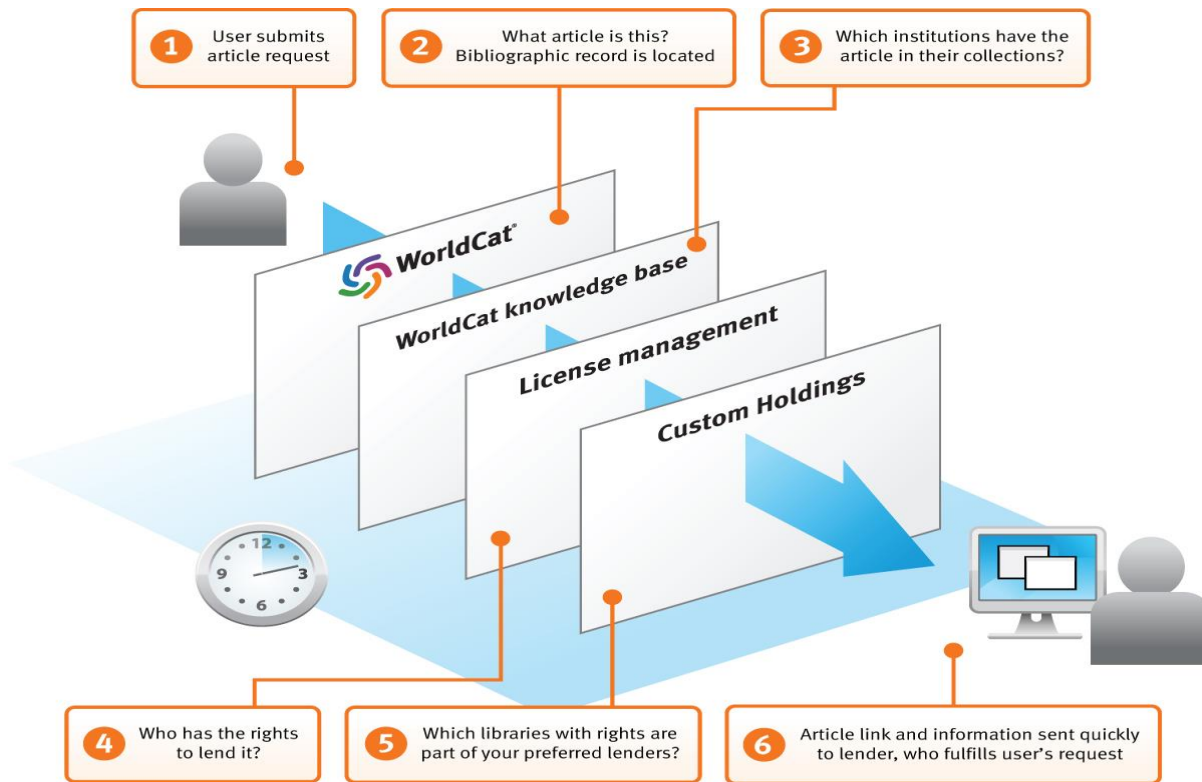 1
User submits
article request
2
What article is this?
Bibliographic record is located
3
Which institutions have the
article in their collections?
WorldCat®
WorldCat knowledge base
License management
Custom Holdings
12
9
3
6
4
Who has the rights
to lend it?
5
Which libraries with rights are
part of your preferred lenders?
6
Article link and information sent quickly
to lender, who fulfills user's request